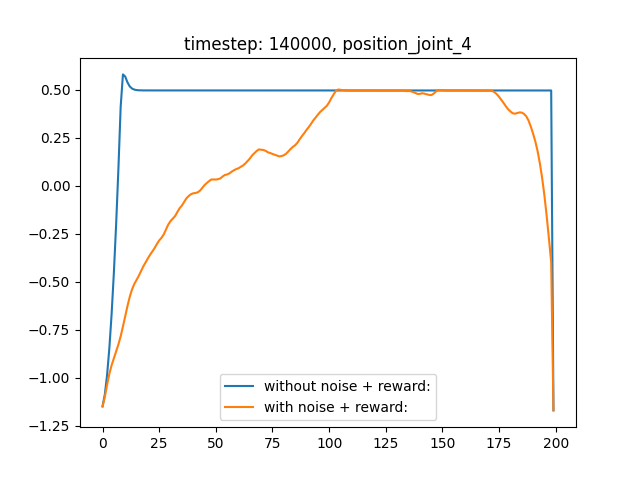 timestep: 140000, position_joint_4
0.50
0.25
0.00
−0.25
−0.50
−0.75
−1.00
−1.25
without noise + reward:
with noise + reward:
0 25 50 75 100 125 150 175 200